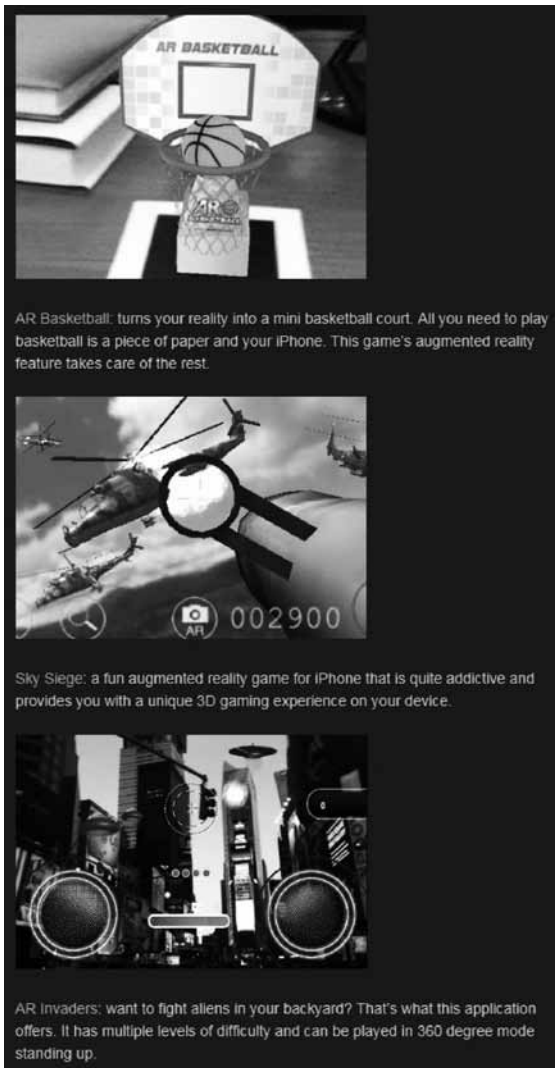 AR BASKETBALL
AR
AR Basketball: turns your reality into a mini basketball court. All you need to play
basketball is a piece of paper and your iPhone. This game's augmented reality
feature takes care of the rest.
AR
002900
Sky Siege: a fun augmented reality game for iPhone that is quite addictive and
provides you with a unique 3D gaming experience on your device.
0
AR Invaders: want to fight aliens in your backyard? That's what this application
offers. It has multiple levels of difficulty and can be played in 360 degree mode
standing up.